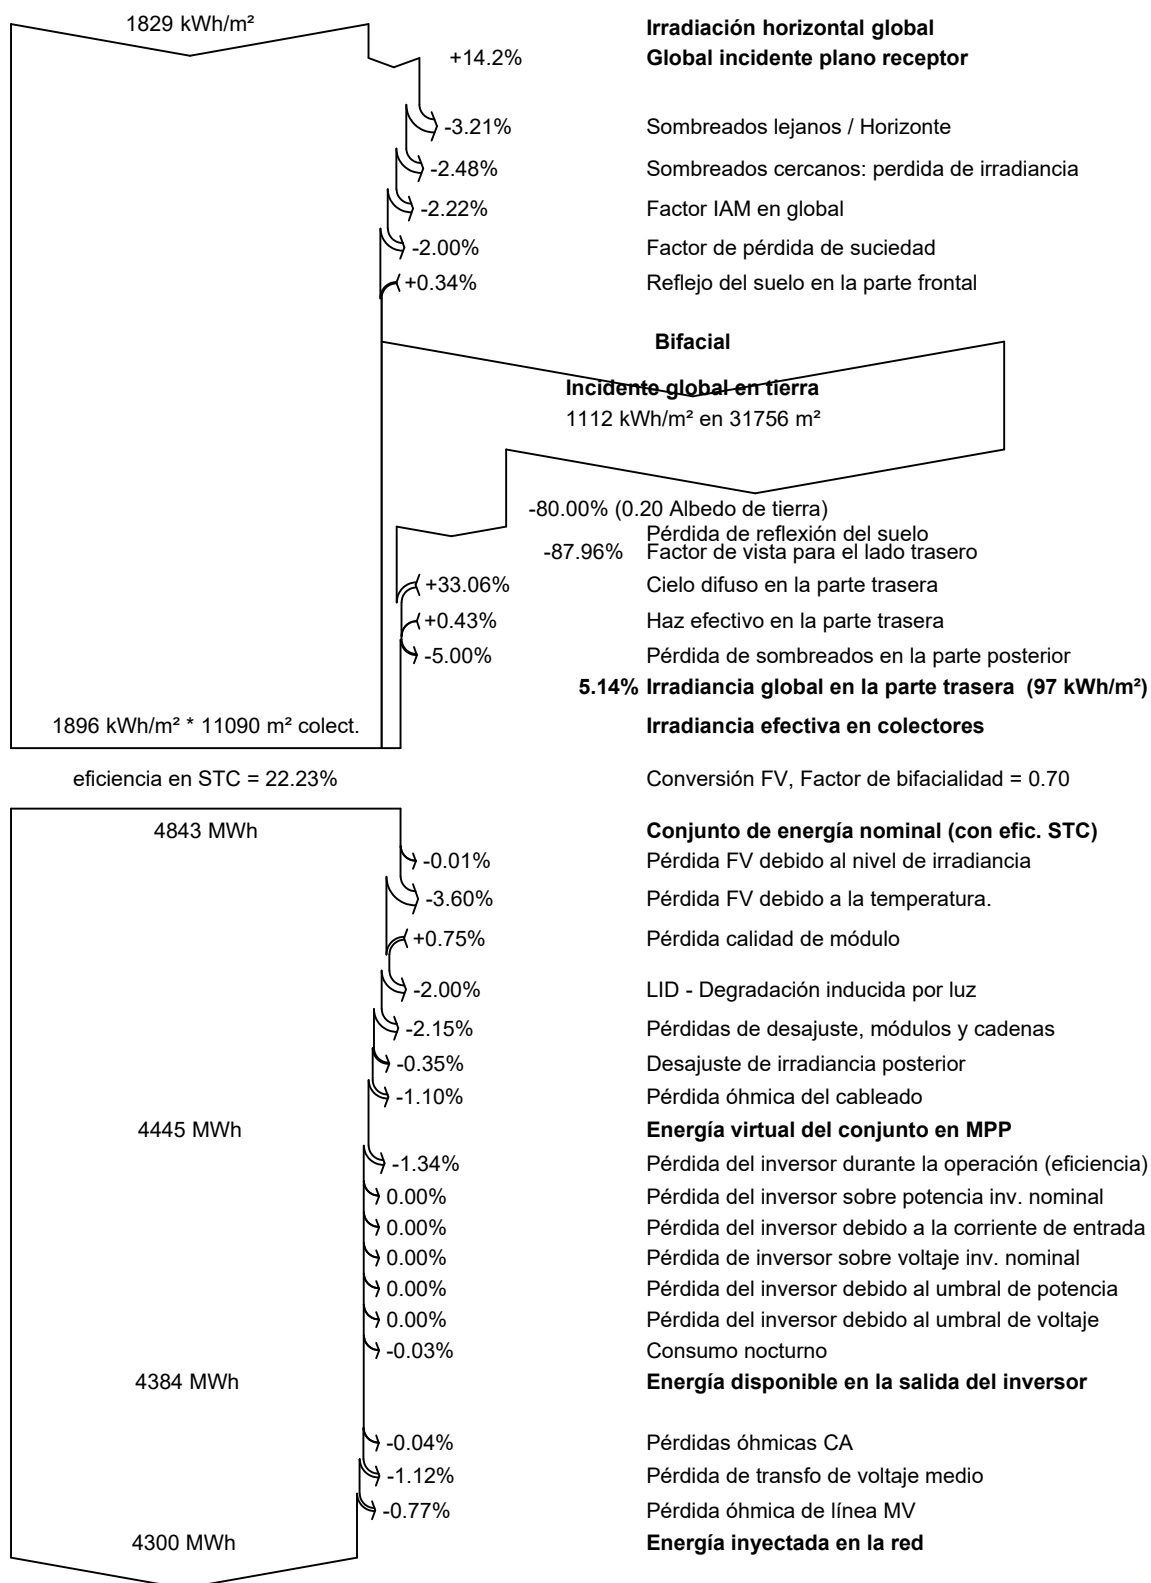 1829 kWh/m² Irradiación horizontal global
+14.2% Global incidente plano receptor
-3.21% Sombreados lejanos / Horizonte
-2.48% Sombreados cercanos: perdida de irradiancia
-2.22% Factor IAM en global
-2.00% Factor de pérdida de suciedad
+0.34% Reflejo del suelo en la parte frontal
Bifacial
Incidente global en tierra
1112 kWh/m² en 31756 m²
-80.00% (0.20 Albedo de tierra)
Pérdida de reflexión del suelo
-87.96% Factor de vista para el lado trasero
+33.06% Cielo difuso en la parte trasera
+0.43% Haz efectivo en la parte trasera
-5.00% Pérdida de sombreados en la parte posterior
5.14% Irradiancia global en la parte trasera (97 kWh/m²)
1896 kWh/m² * 11090 m² colect. Irradiancia efectiva en colectores
eficiencia en STC = 22.23% Conversión FV, Factor de bifacialidad = 0.70
4843 MWh Conjunto de energía nominal (con efic. STC)
-0.01% Pérdida FV debido al nivel de irradiancia
-3.60% Pérdida FV debido a la temperatura.
+0.75% Pérdida calidad de módulo
-2.00% LID - Degradación inducida por luz
-2.15% Pérdidas de desajuste, módulos y cadenas
-0.35% Desajuste de irradiancia posterior
-1.10% Pérdida óhmica del cableado
4445 MWh Energía virtual del conjunto en MPP
-1.34% Pérdida del inversor durante la operación (eficiencia)
0.00% Pérdida del inversor sobre potencia inv. nominal
0.00% Pérdida del inversor debido a la corriente de entrada
0.00% Pérdida de inversor sobre voltaje inv. nominal
0.00% Pérdida del inversor debido al umbral de potencia
0.00% Pérdida del inversor debido al umbral de voltaje
-0.03% Consumo nocturno
4384 MWh Energía disponible en la salida del inversor
-0.04% Pérdidas óhmicas CA
-1.12% Pérdida de transfo de voltaje medio
-0.77% Pérdida óhmica de línea MV
4300 MWh Energía inyectada en la red